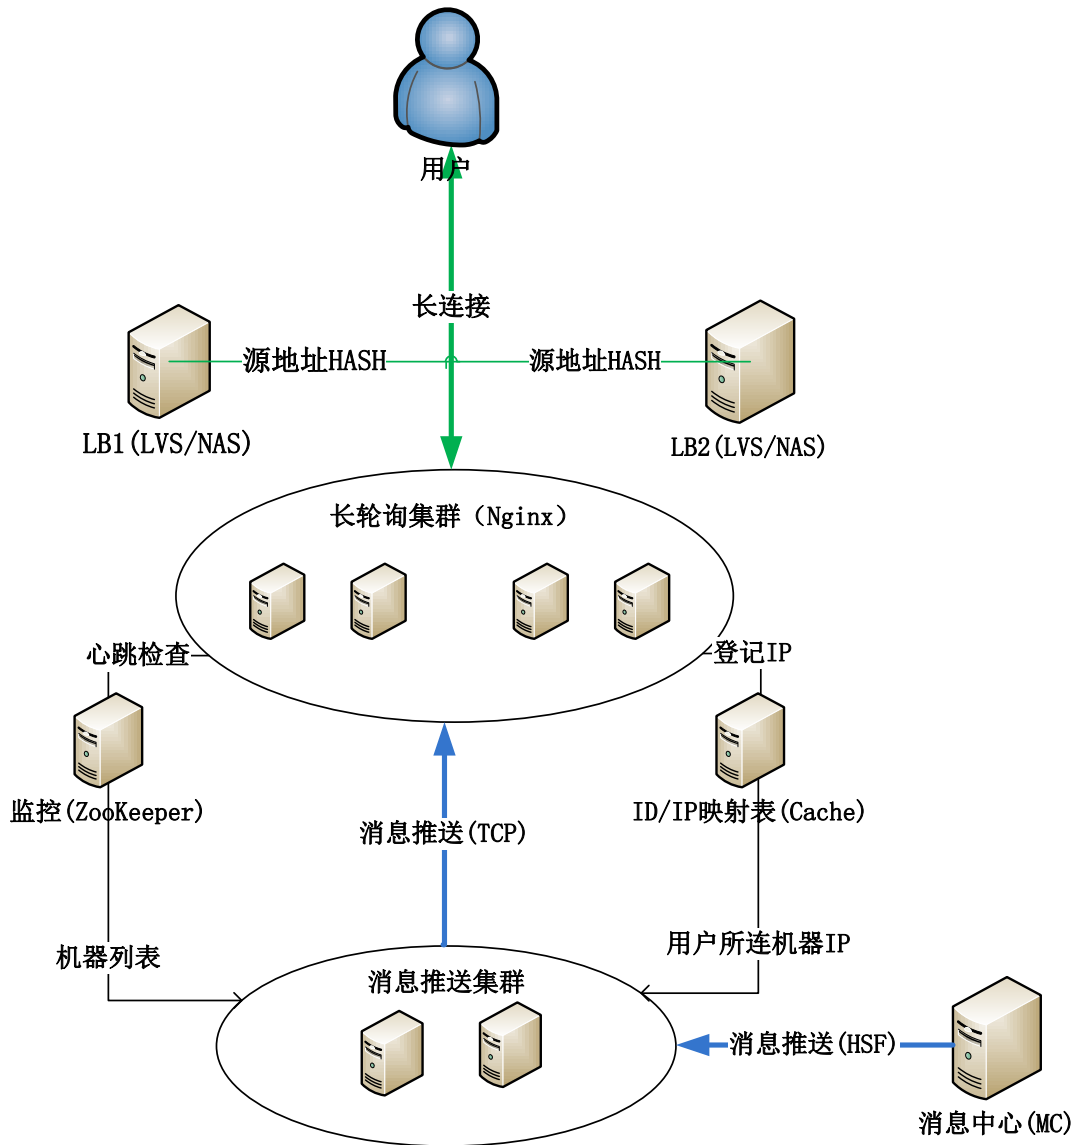 用户
长连接
源地址HASH
源地址HASH
LB1(LVS/NAS)
LB2(LVS/NAS)
长轮询集群（Nginx）
心跳检查
登记IP
监控(ZooKeeper)
ID/IP映射表(Cache)
消息推送(TCP)
机器列表
用户所连机器IP
消息推送集群
消息推送(HSF)
消息中心(MC)